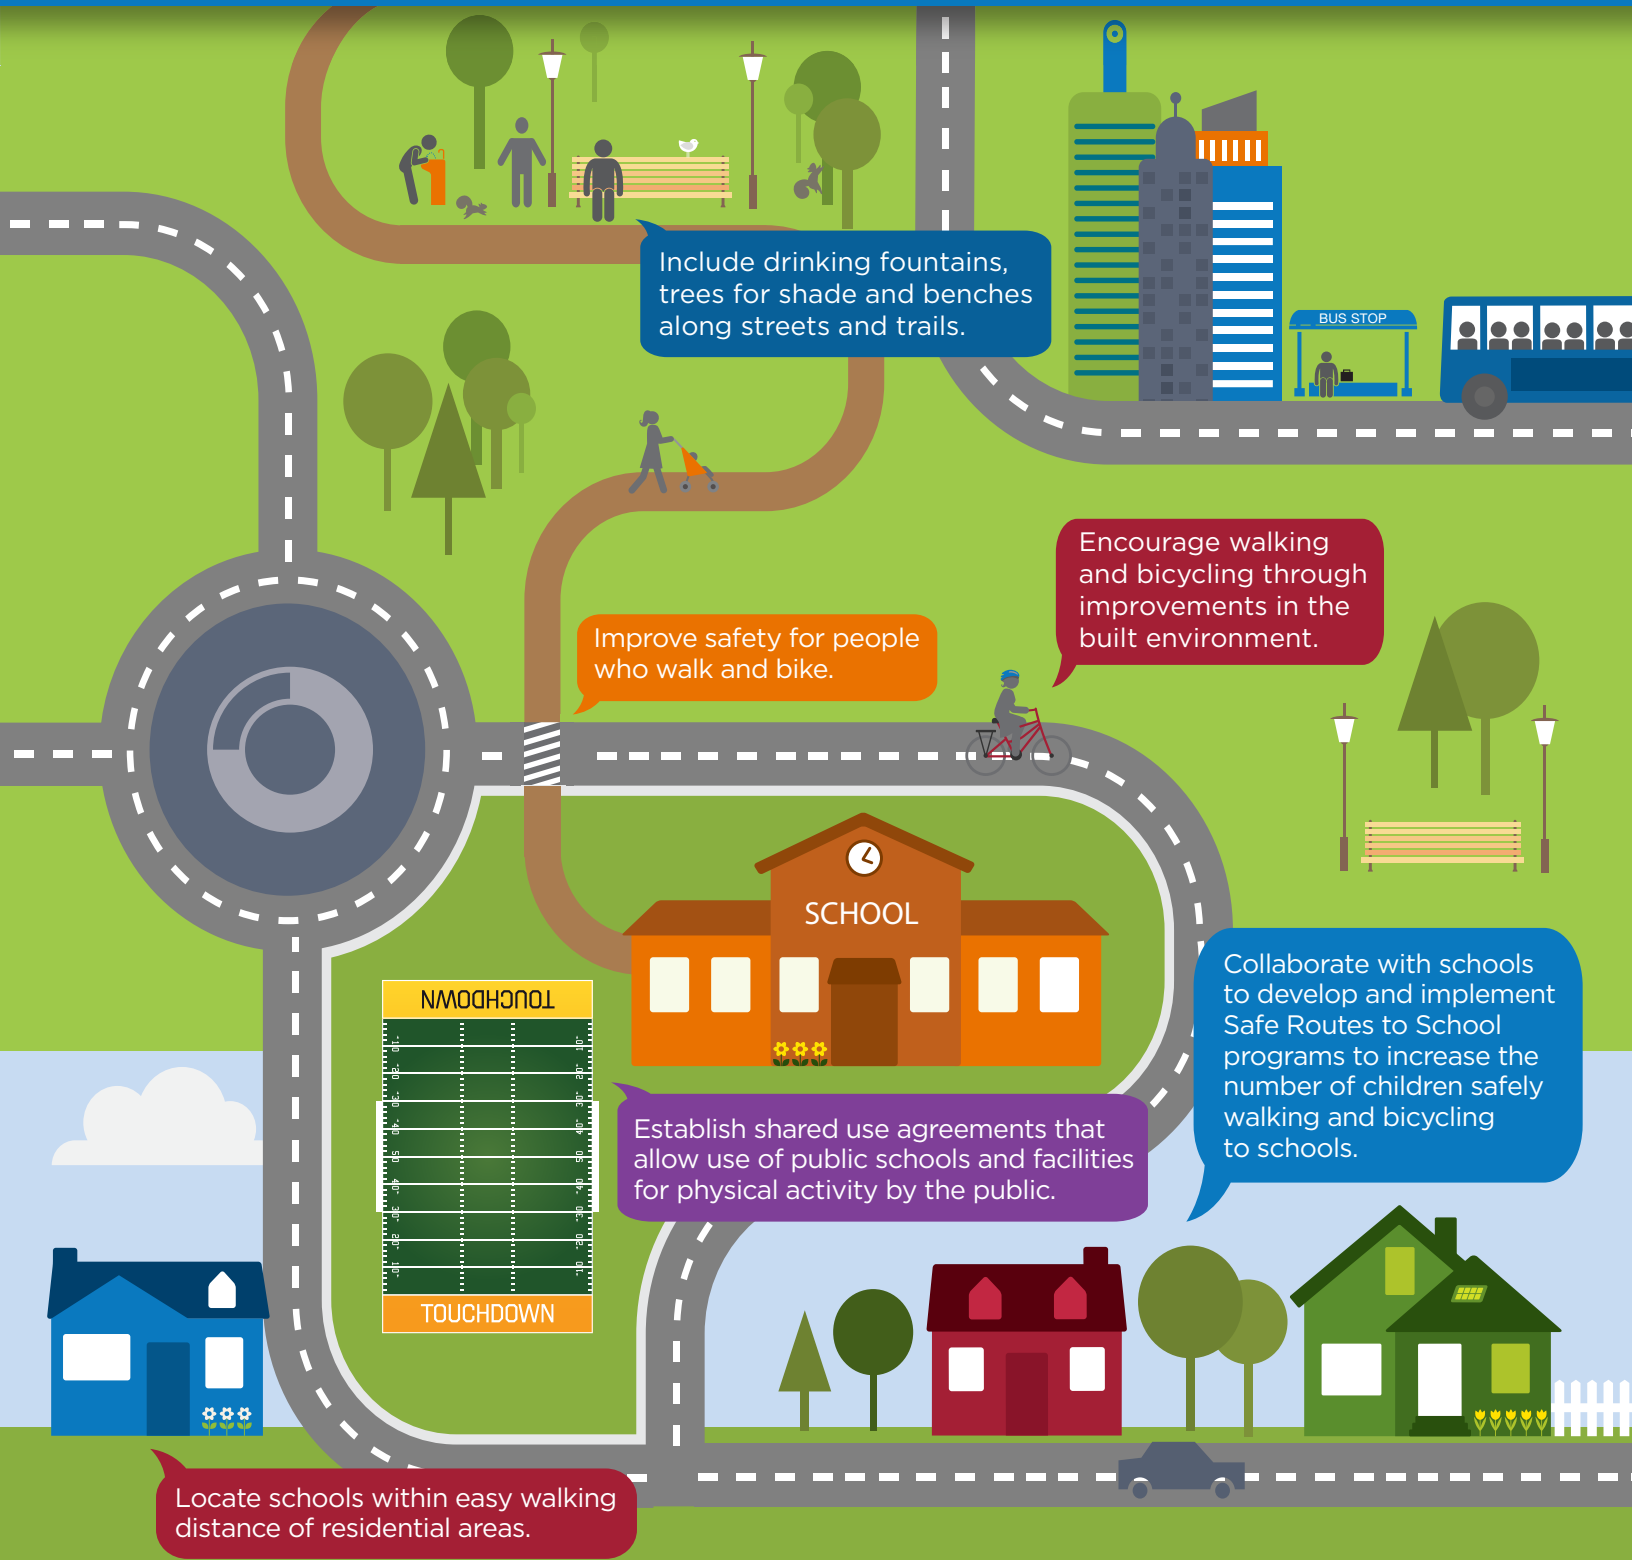 Include drinking fountains,
trees for shade and benches
along streets and trails.
BUS STOP
Encourage walking
and bicycling through
improvements in the
built environment.
Improve safety for people
who walk and bike.
SCHOOL
Collaborate with schools
to develop and implement
Safe Routes to School
programs to increase the
number of children safely
walking and bicycling
to schools.
TOUCHDOWN
Establish shared use agreements that
allow use of public schools and facilities
for physical activity by the public.
TOUCHDOWN
Locate schools within easy walking
distance of residential areas.